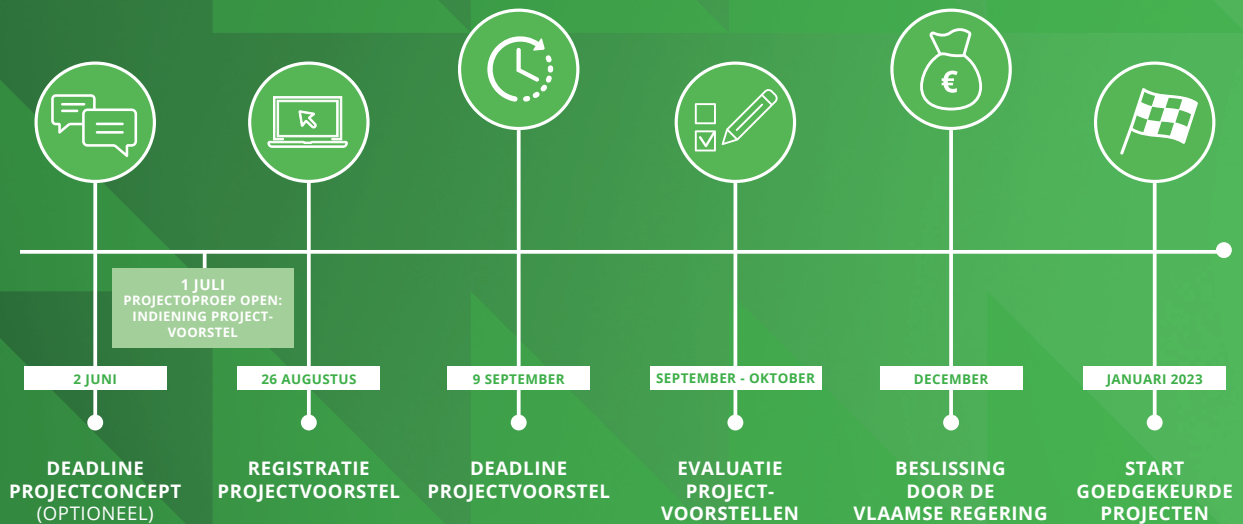 €
1 JULI
PROJECTOPROEP OPEN:
INDIENING PROJECT-
VOORSTEL
2 JUNI
DEADLINE
PROJECTCONCEPT
(OPTIONEEL)
26 AUGUSTUS
REGISTRATIE
PROJECTVOORSTEL
9 SEPTEMBER
DEADLINE
PROJECTVOORSTEL
SEPTEMBER - OKTOBER
EVALUATIE
PROJECT-
VOORSTELLEN
DECEMBER
BESLISSING
DOOR DE
VLAAMSE REGERING
JANUARI 2023
START
GOEDGEKEURDE
PROJECTEN